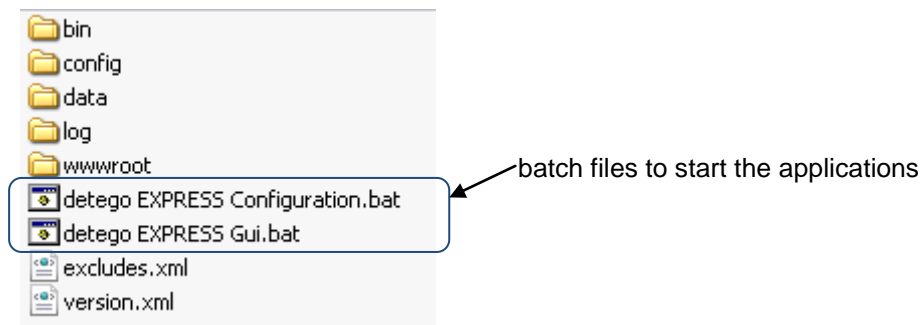 bin
config
data
log
wwwroot
batch files to start the applications
detego EXPRESS Configuration.bat
detego EXPRESS Gui.bat
excludes.xml
version.xml